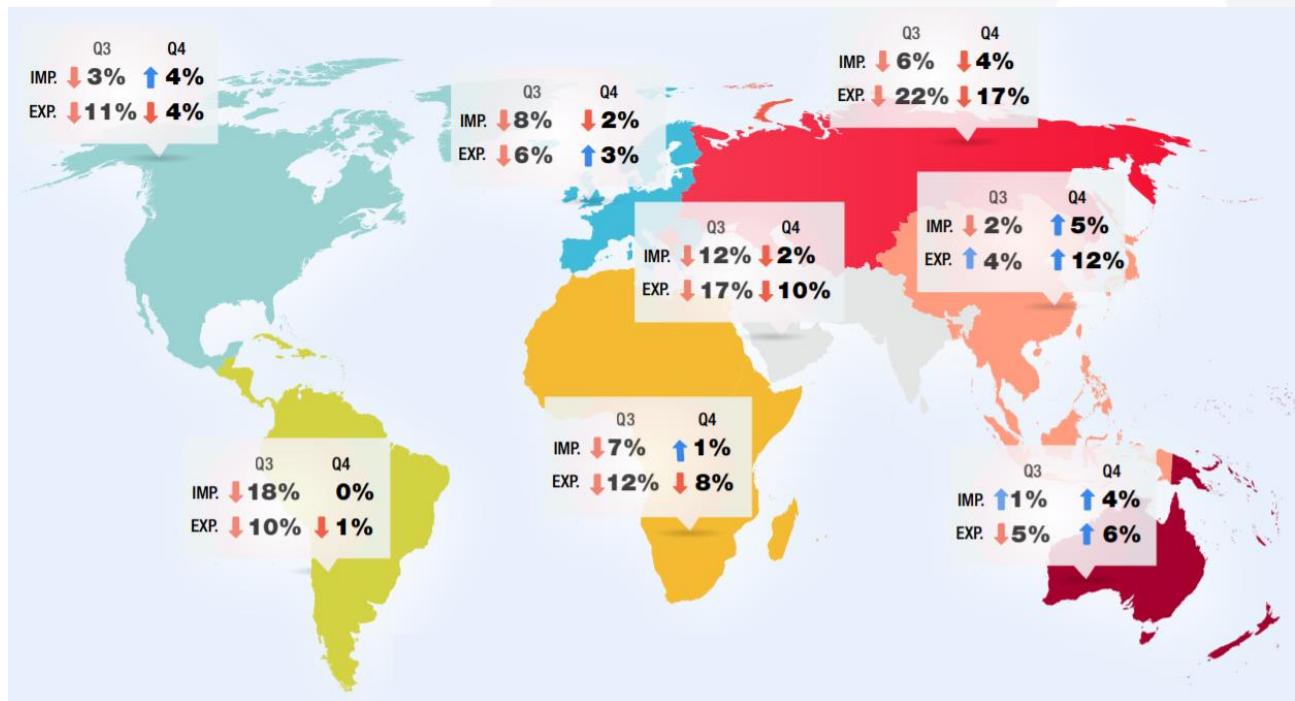 Q3 Q4
IMP. ↓ 3% ↑ 4%
EXP. ↓ 11% ↓ 4%
Q3 Q4
IMP. ↓ 8% ↓ 2%
EXP. ↓ 6% ↑ 3%
Q3 Q4
IMP. ↓ 6% ↓ 4%
EXP. ↓ 22% ↓ 17%
Q3 Q4
IMP. ↓ 12% ↓ 2%
EXP. ↓ 17% ↓ 10%
Q3 Q4
IMP. ↓ 2% ↑ 5%
EXP. ↑ 4% ↑ 12%
Q3 Q4
IMP. ↓ 18% 0%
EXP. ↓ 10% ↓ 1%
Q3 Q4
IMP. ↓ 7% ↑ 1%
EXP. ↓ 12% ↓ 8%
Q3 Q4
IMP. ↑ 1% ↑ 4%
EXP. ↓ 5% ↑ 6%